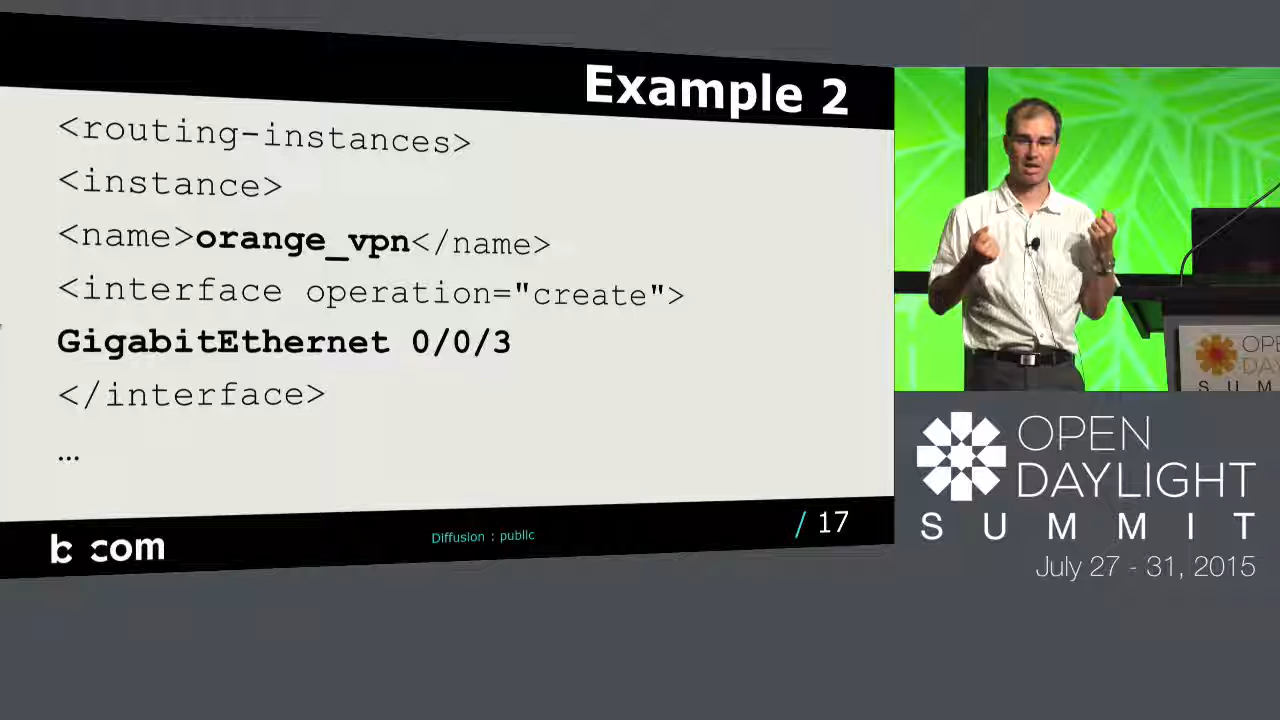 Example 2
<routing-instances>
<instance>
<name>orange_vpn</name>
<interface operation="create">
GigabitEthernet 0/0/3
</interface>
…
b com
Diffusion : public
/ 17
OPEN
DAYLIGHT
SUMMIT
July 27 - 31, 2015